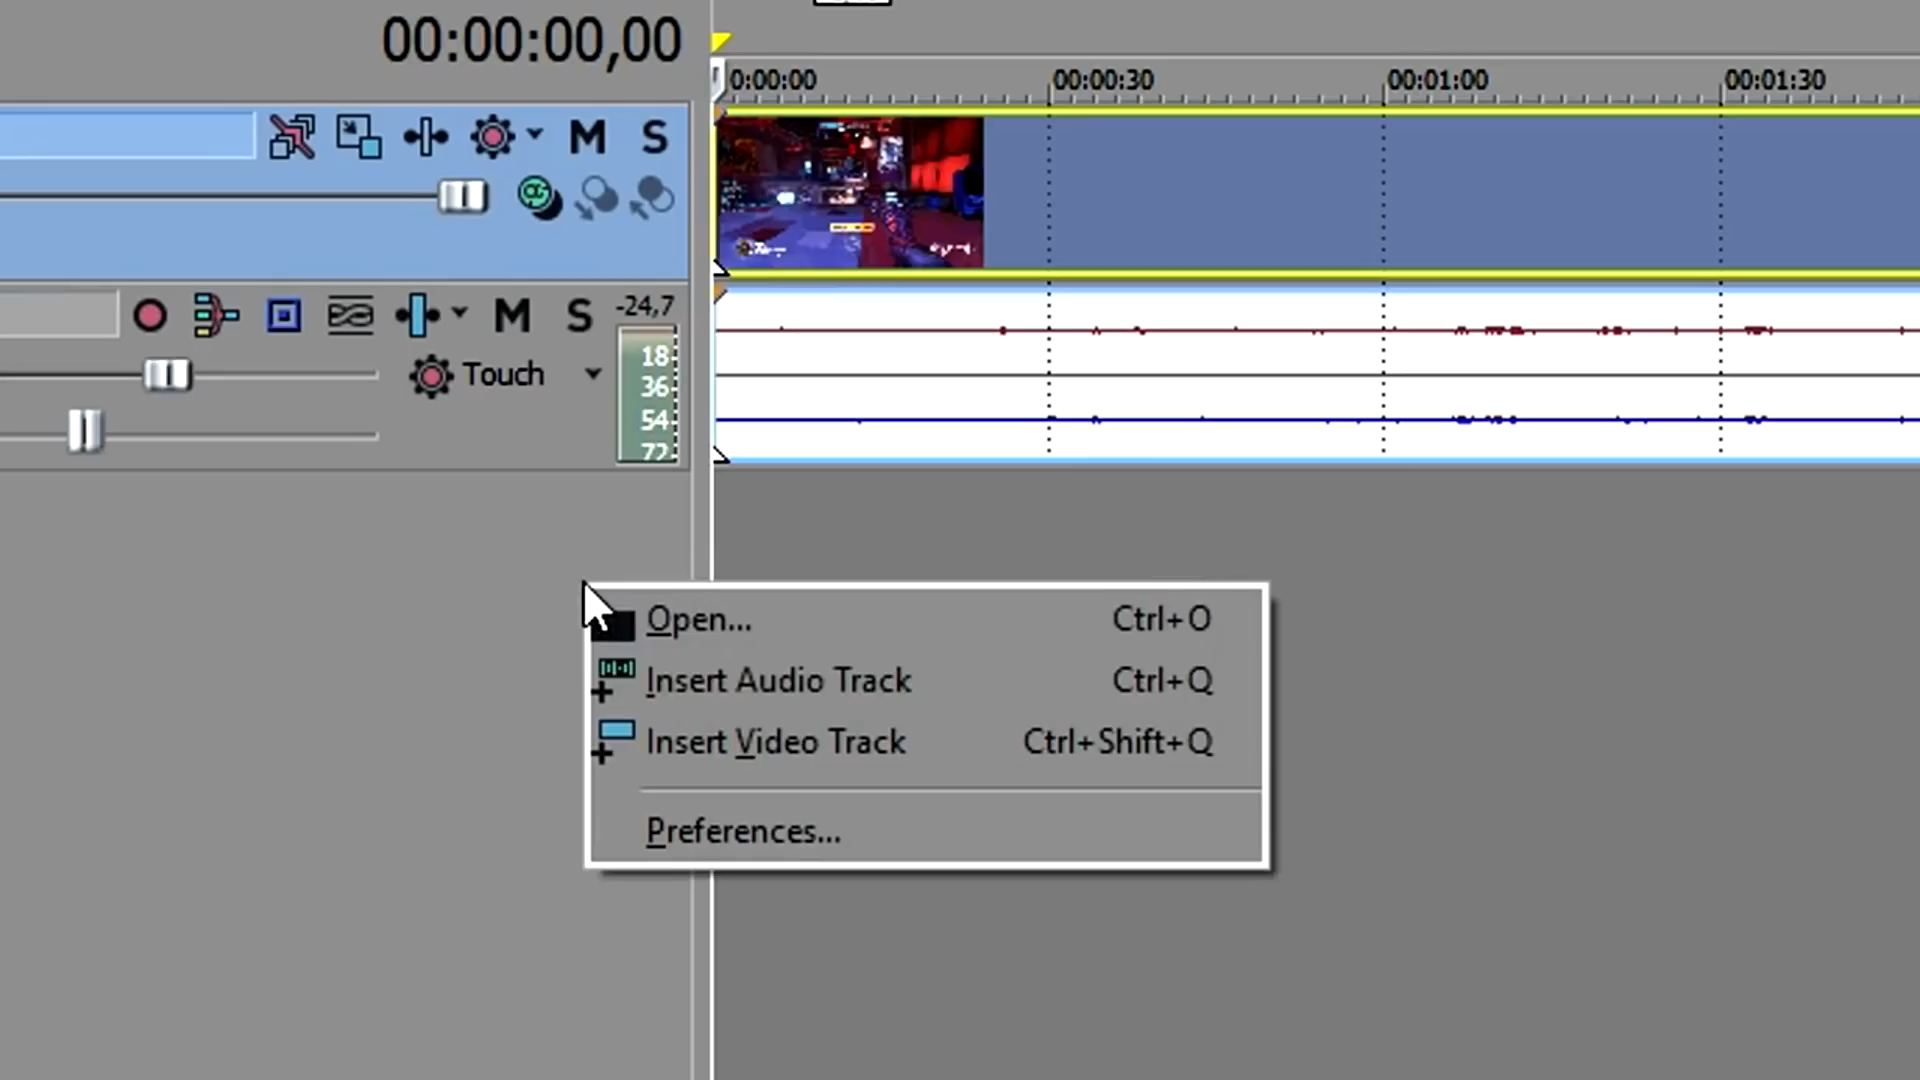 00:00:00,00
0:00:00 00:00:30 00:01:00 00:01:30
M S
M S -24,7
18
Touch
36
54
72
Open... Ctrl+O
Insert Audio Track Ctrl+Q
Insert Video Track Ctrl+Shift+Q
Preferences...